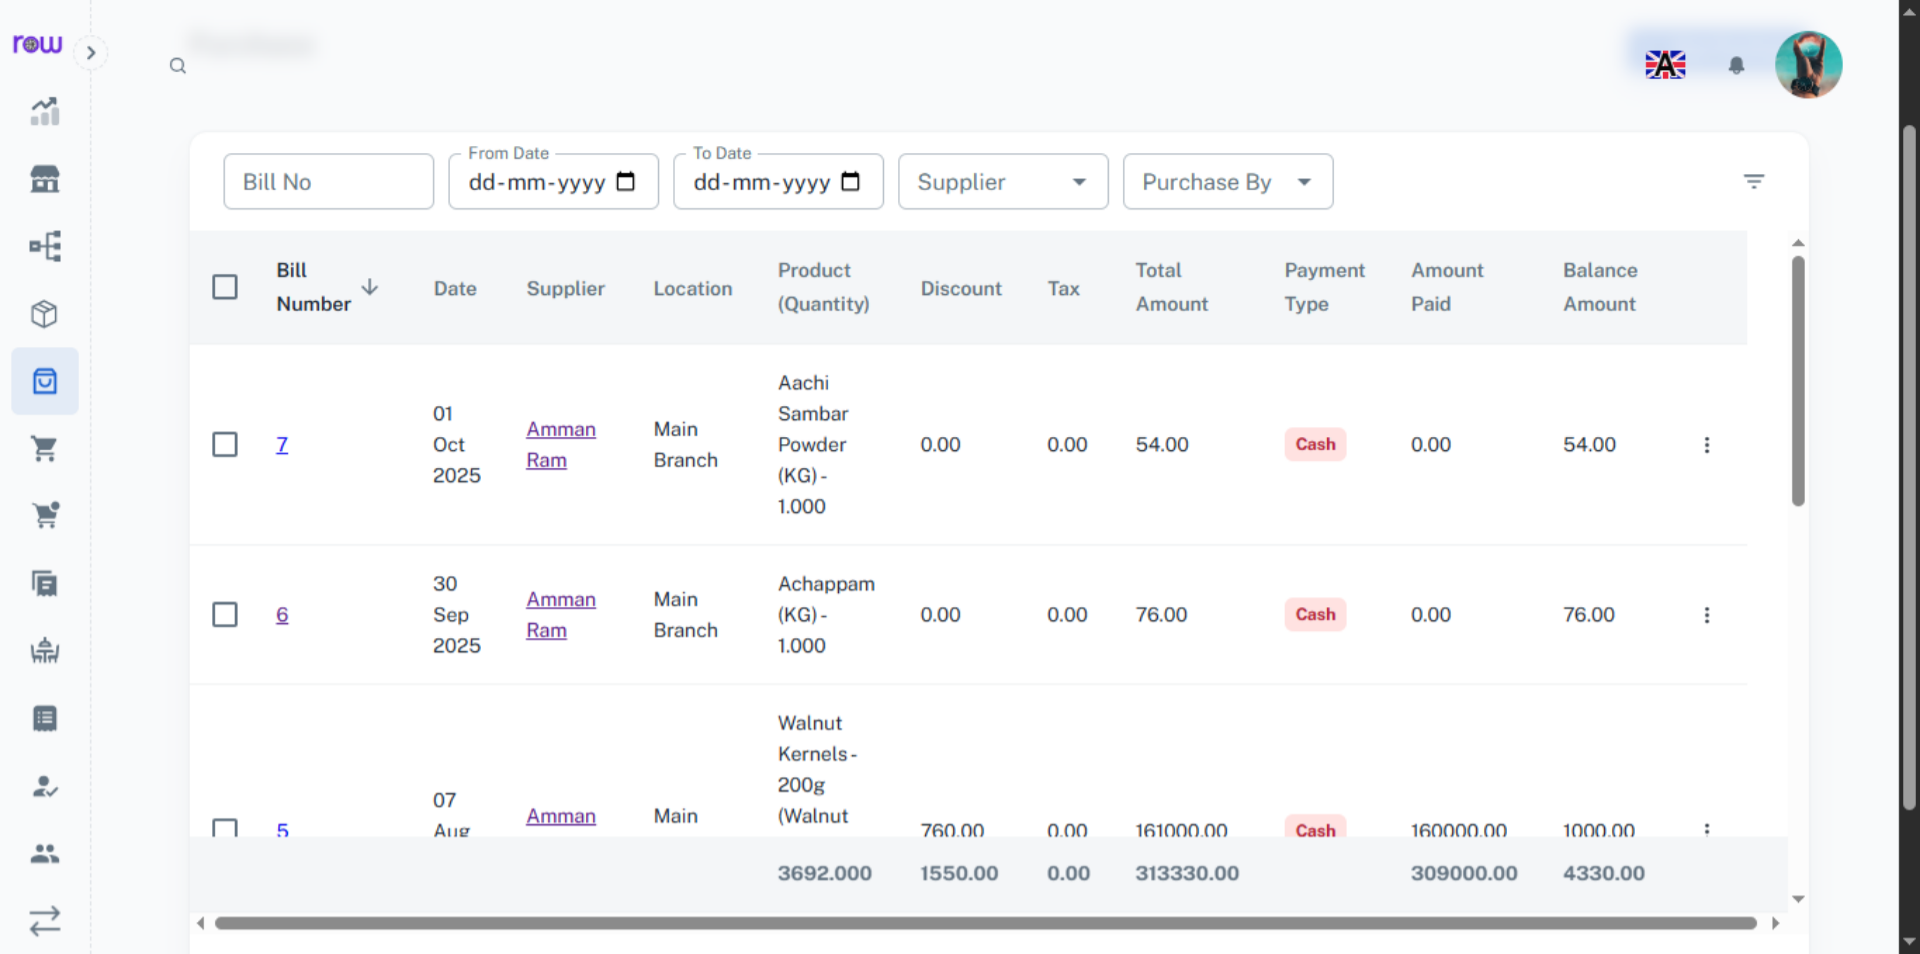 row
A
Bill No
From Date
dd-mm-yyyy
To Date
dd-mm-yyyy
Supplier
Purchase By
Bill
Number
Date
Supplier
Location
Product
(Quantity)
Discount
Tax
Total
Amount
Payment
Type
Amount
Paid
Balance
Amount
7
01
Oct
2025
Amman
Ram
Main
Branch
Aachi
Sambar
Powder
(KG) -
1.000
0.00
0.00
54.00
Cash
0.00
54.00
6
30
Sep
2025
Amman
Ram
Main
Branch
Achappam
(KG) -
1.000
0.00
0.00
76.00
Cash
0.00
76.00
5
07
Aug
Amman
Main
Walnut
Kernels -
200g
(Walnut
760.00
0.00
161000.00
Cash
160000.00
1000.00
3692.000
1550.00
0.00
313330.00
309000.00
4330.00